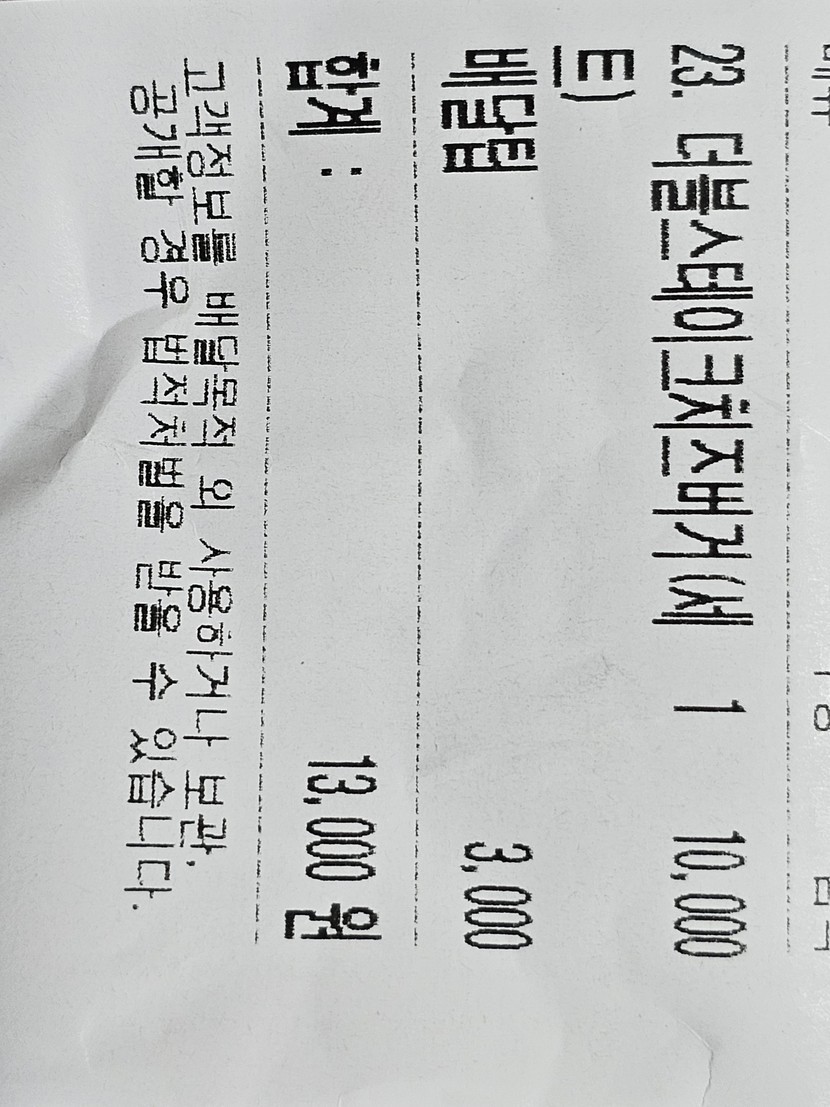 23. 더블스테이크치즈버거(세 1 10,000
트)
배달팁 3,000
합계 : 13,000 원
고객정보를 배달목적 외 사용하거나 보관,
공개할 경우 법적처벌을 받을 수 있습니다.